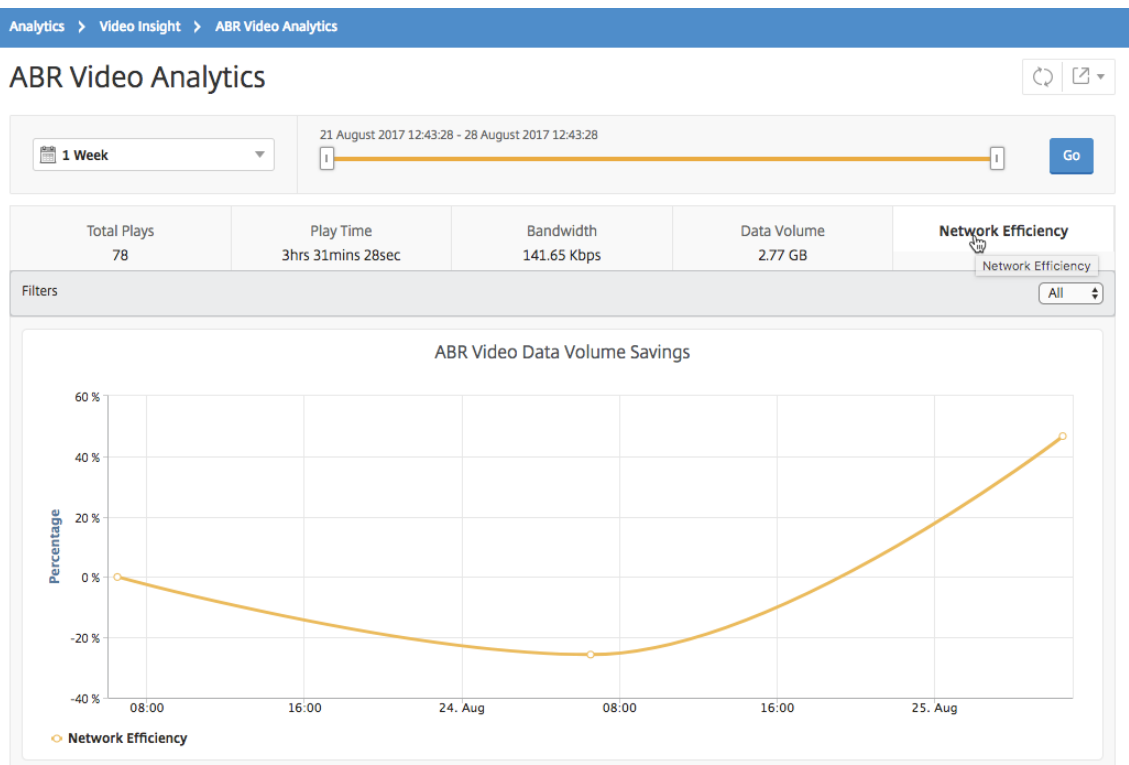 Analytics > Video Insight > ABR Video Analytics
ABR Video Analytics
21 August 2017 12:43:28 - 28 August 2017 12:43:28
1 Week
Go
Total Plays Play Time Bandwidth Data Volume Network Efficiency
78 3hrs 31mins 28sec 141.65 Kbps 2.77 GB
Network Efficiency
Filters All
ABR Video Data Volume Savings
60 %
40 %
20 %
0 %
-20 %
-40 %
Percentage
08:00 16:00 24. Aug 08:00 16:00 25. Aug
Network Efficiency